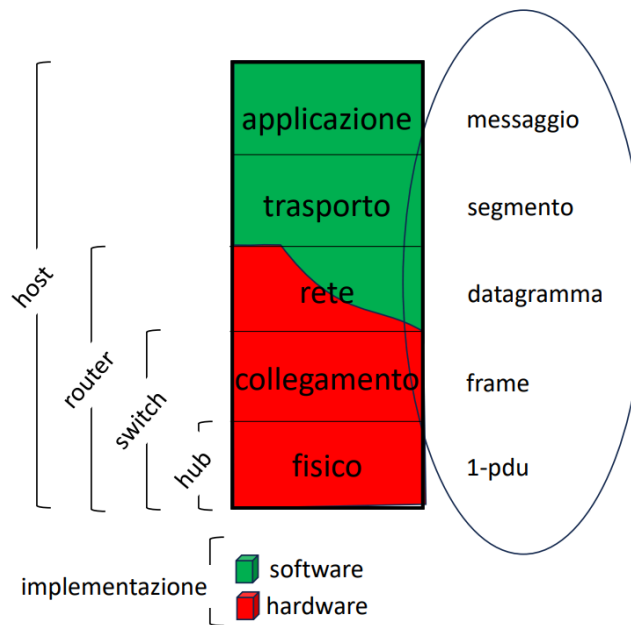 applicazione
messaggio
trasporto
segmento
host
rete
datagramma
router
collegamento
frame
switch
hub
fisico
1-pdu
implementazione
software
hardware